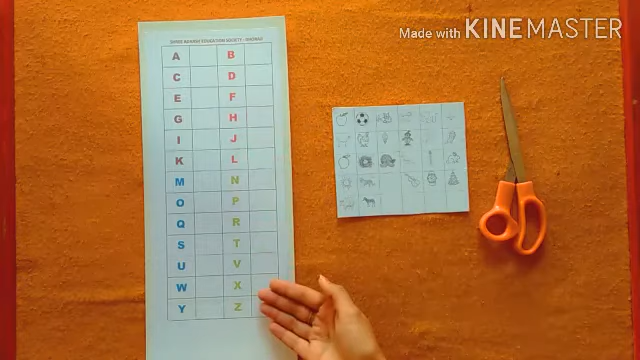 Made with KINEMASTER
A B
C D
E F
G H
I J
K L
M N
O P
Q R
S T
U V
W X
Y Z